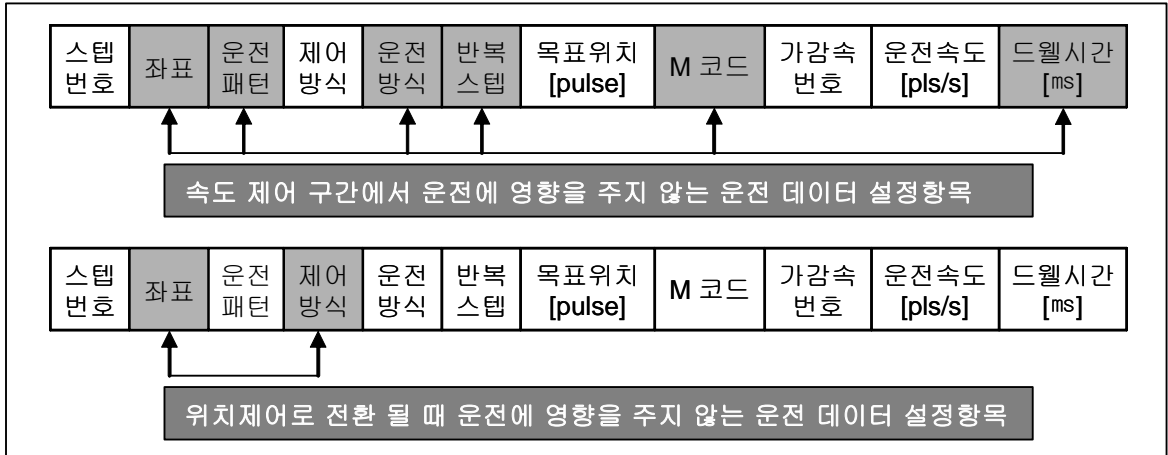 스텝 번호 좌표 운전 패턴 제어 방식 운전 방식 반복 스텝 목표위치 [pulse] M 코드 가감속 번호 운전속도 [pls/s] 드웰시간 [㎳]
속도 제어 구간에서 운전에 영향을 주지 않는 운전 데이터 설정항목
스텝 번호 좌표 운전 패턴 제어 방식 운전 방식 반복 스텝 목표위치 [pulse] M 코드 가감속 번호 운전속도 [pls/s] 드웰시간 [㎳]
위치제어로 전환 될 때 운전에 영향을 주지 않는 운전 데이터 설정항목